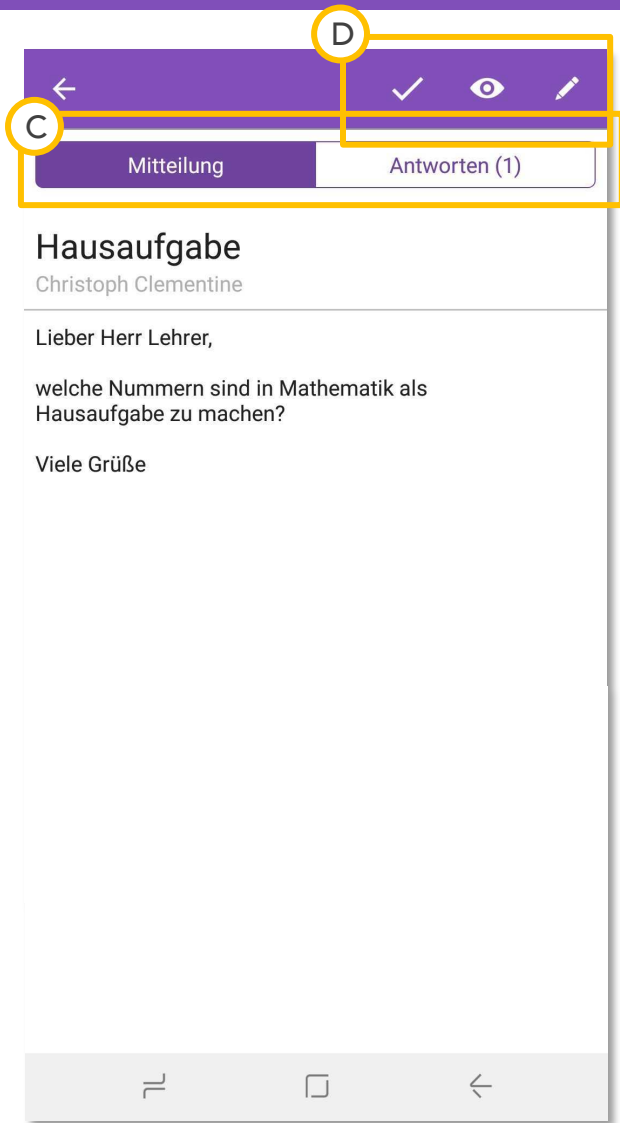 D
C
Mitteilung
Antworten (1)
Hausaufgabe
Christoph Clementine
Lieber Herr Lehrer,
welche Nummern sind in Mathematik als
Hausaufgabe zu machen?
Viele Grüße